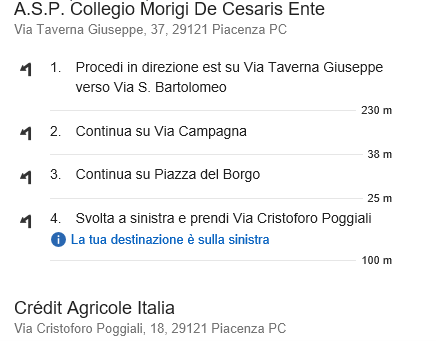 A.S.P. Collegio Morigi De Cesaris Ente
Via Taverna Giuseppe, 37, 29121 Piacenza PC
1. Procedi in direzione est su Via Taverna Giuseppe
verso Via S. Bartolomeo
230 m
2. Continua su Via Campagna
38 m
3. Continua su Piazza del Borgo
25 m
4. Svolta a sinistra e prendi Via Cristoforo Poggiali
La tua destinazione è sulla sinistra
100 m
Crédit Agricole Italia
Via Cristoforo Poggiali, 18, 29121 Piacenza PC